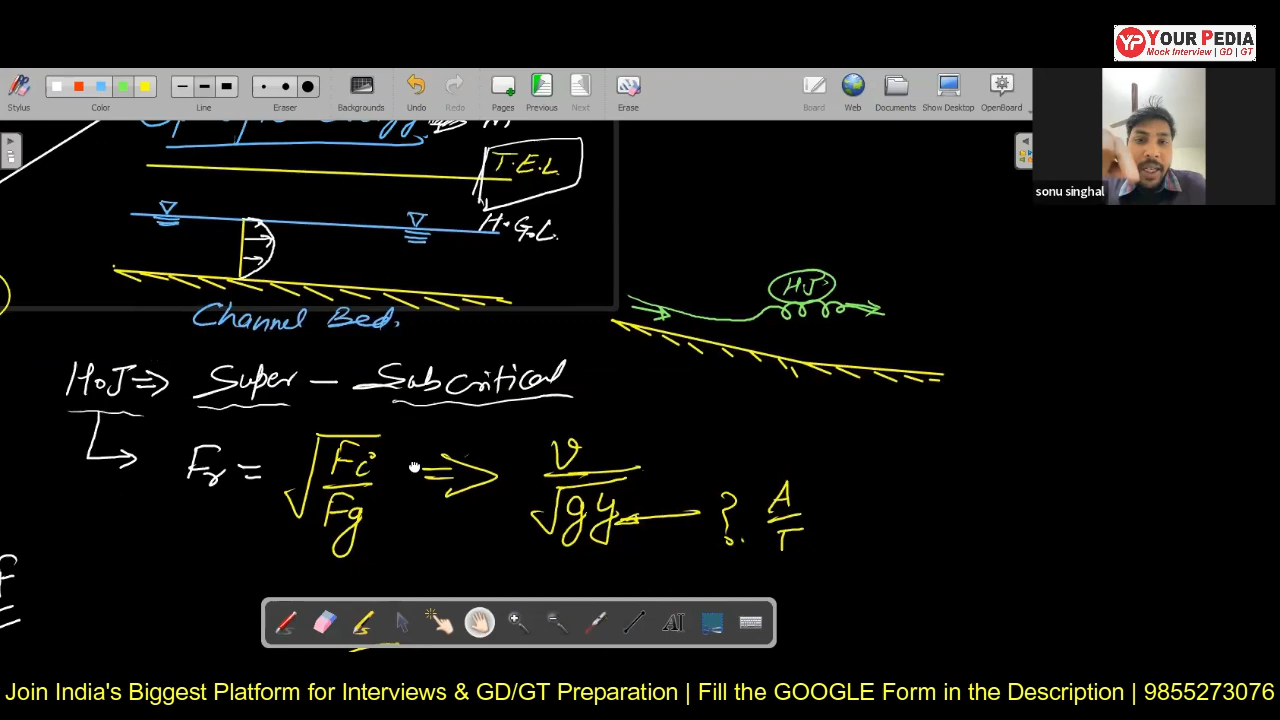 YP YOUR PEDIA
Mock Interview | GD | GT
Stylus Color Line Eraser Backgrounds Undo Redo Pages Previous Next Erase Board Web Documents Show Desktop OpenBoard
sonu singhal
T.E.L.
H.G.L.
Channel Bed.
HJ
H.J => Super - Subcritical
Fr = √Fi/Fg => v/√gy ← ? A/T
Join India's Biggest Platform for Interviews & GD/GT Preparation | Fill the GOOGLE Form in the Description | 9855273076